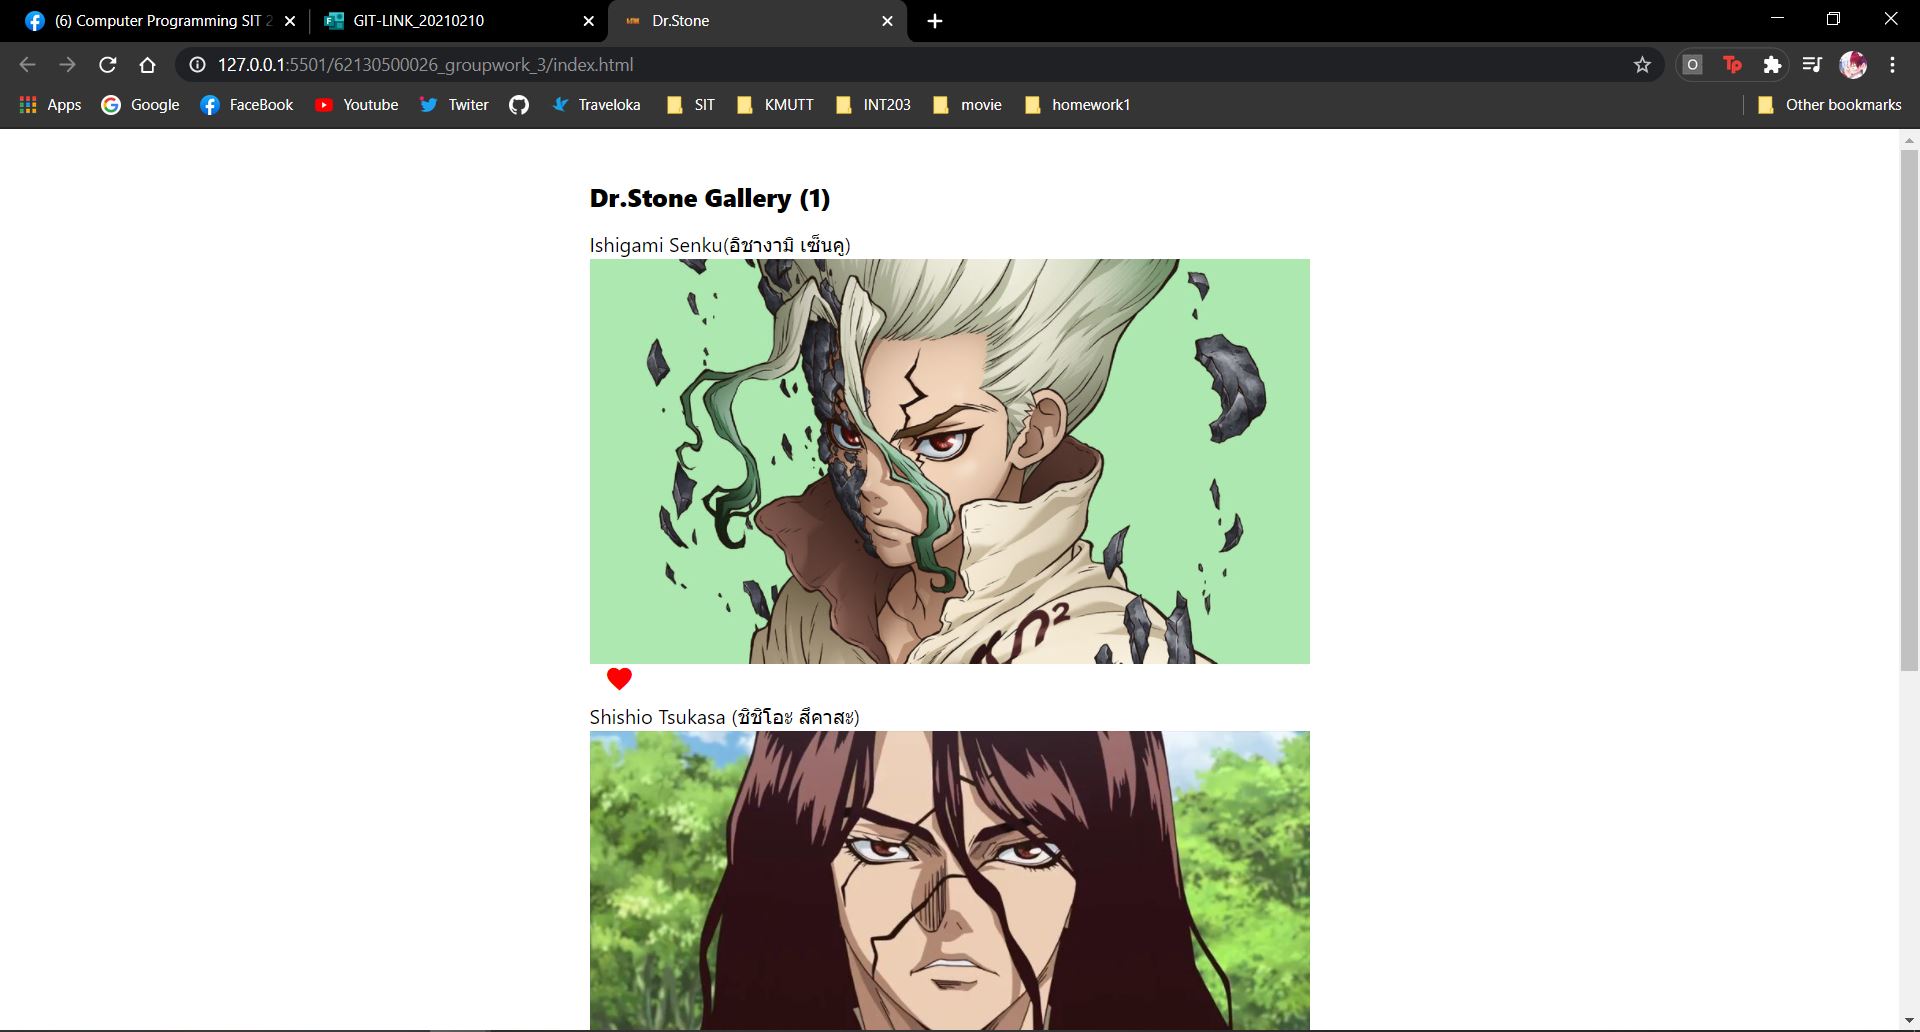 (6) Computer Programming SIT 2
GIT-LINK_20210210
Dr.Stone
127.0.0.1:5501/62130500026_groupwork_3/index.html
O
Tp
Apps
Google
FaceBook
Youtube
Twiter
Traveloka
SIT
KMUTT
INT203
movie
homework1
Other bookmarks
Dr.Stone Gallery (1)
Ishigami Senku(อิชางามิ เซ็นคู)
Shishio Tsukasa (ชิชิโอะ สึคาสะ)